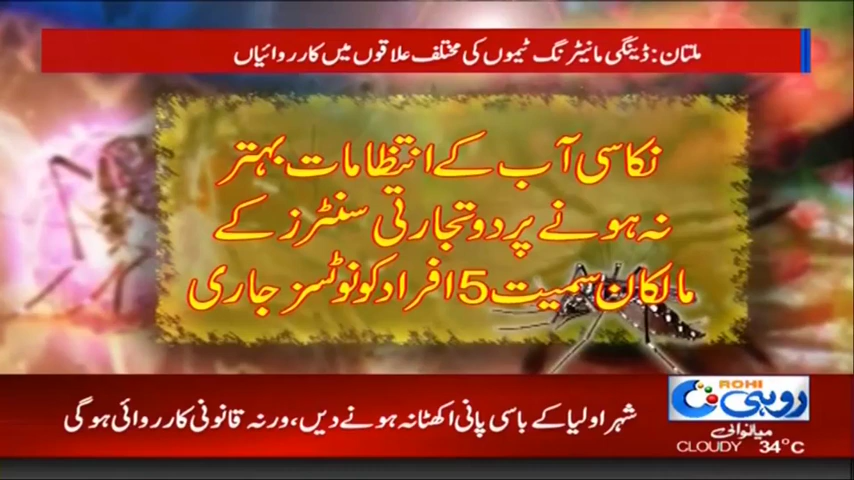 ملتان: ڈینگی مانیٹرنگ ٹیموں کی مختلف علاقوں میں کارروائیاں
نکاسی آب کے انتظامات بہتر
نہ ہونے پر دو تجارتی سنٹرز کے
مالکان سمیت 5 افراد کو نوٹسز جاری
شہر اولیا کے باسی پانی اکھٹا نہ ہونے دیں، ورنہ قانونی کارروائی ہوگی
ROHI
روہی
میانوالی
CLOUDY 34°C